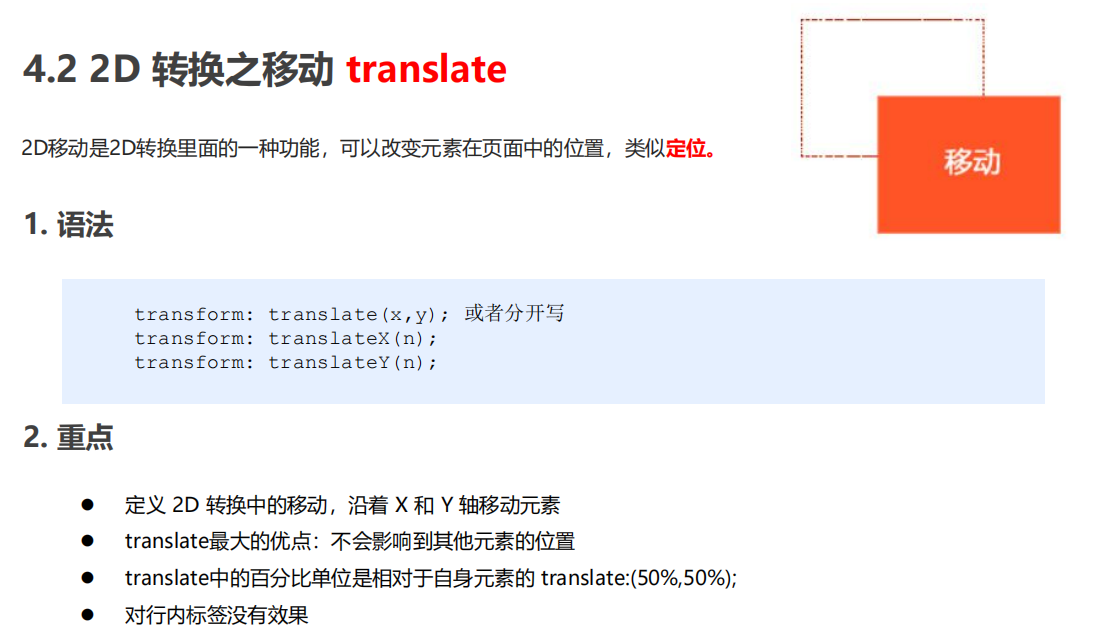 4.2 2D 转换之移动 translate
2D移动是2D转换里面的一种功能，可以改变元素在页面中的位置，类似定位。
移动
1. 语法
transform: translate(x,y); 或者分开写
transform: translateX(n);
transform: translateY(n);
2. 重点
● 定义 2D 转换中的移动，沿着 X 和 Y 轴移动元素
● translate最大的优点：不会影响到其他元素的位置
● translate中的百分比单位是相对于自身元素的 translate:(50%,50%);
● 对行内标签没有效果